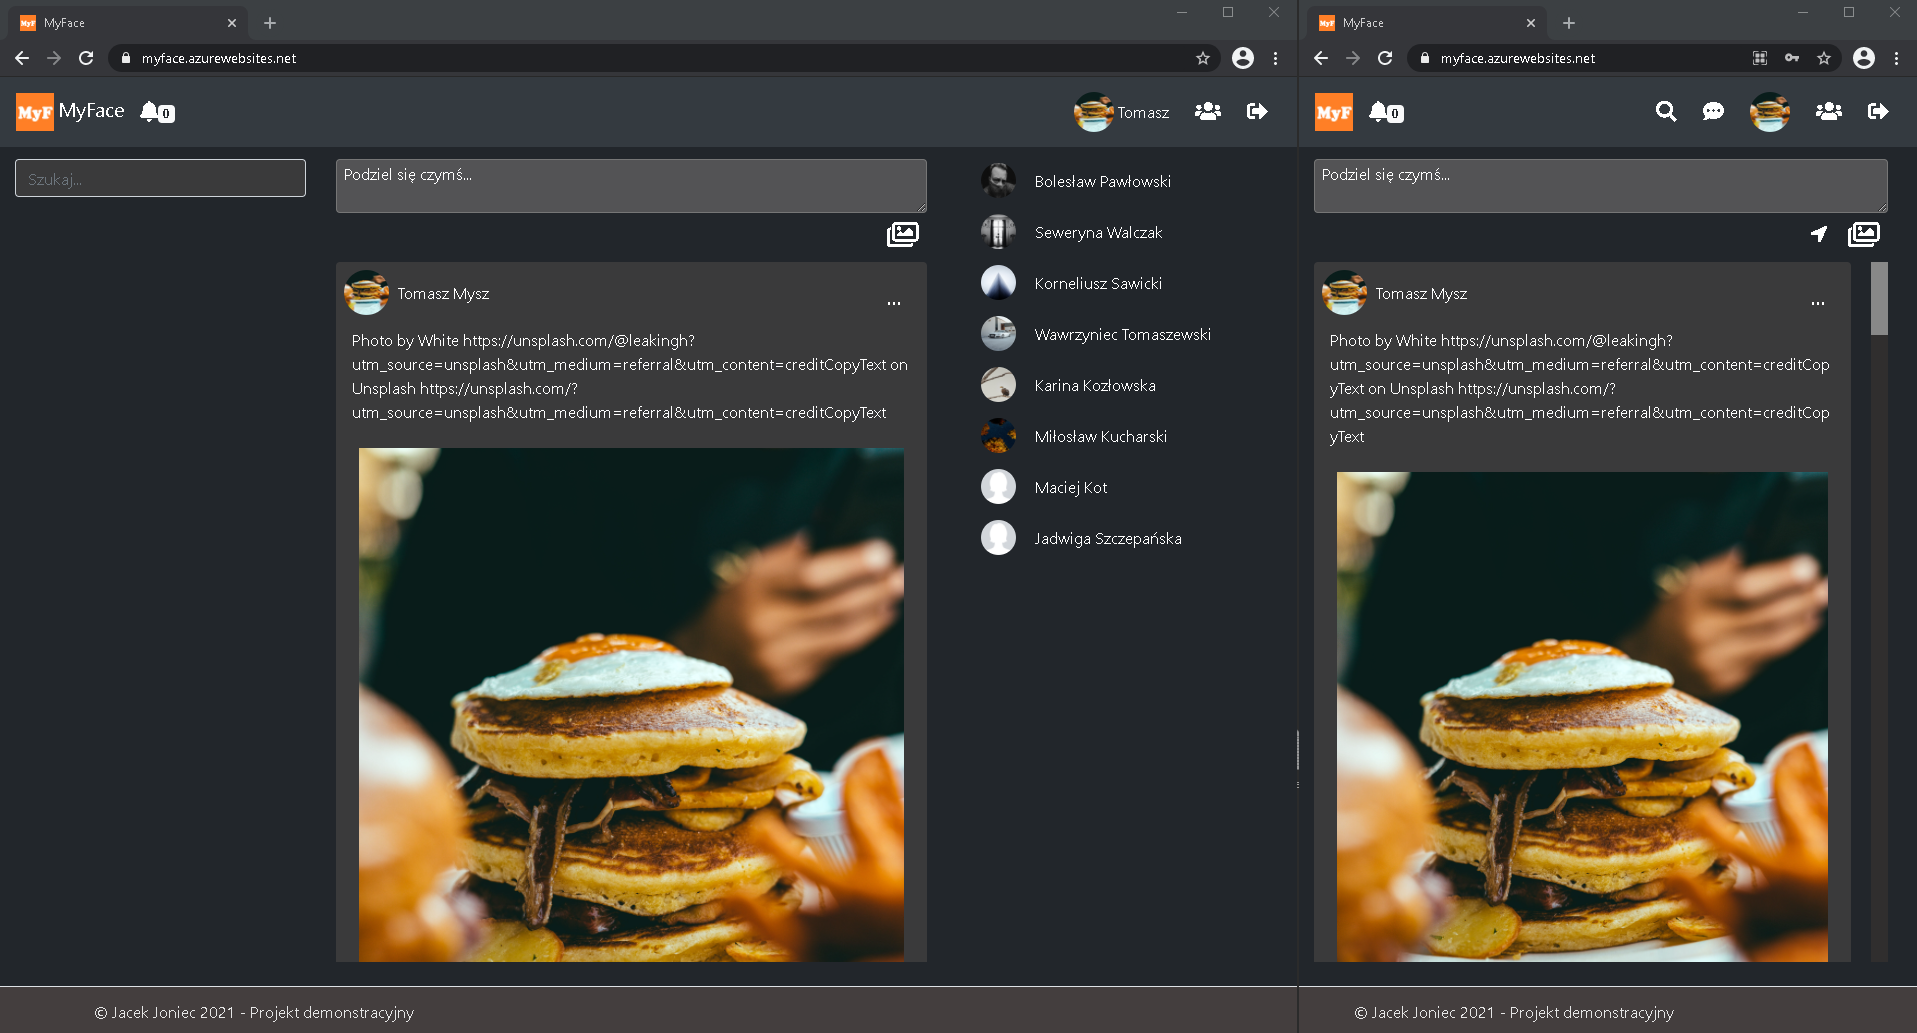 MyFace
myface.azurewebsites.net
MyF MyFace 0
Tomasz
Szukaj...
Podziel się czymś...
Tomasz Mysz
...
Photo by White https://unsplash.com/@leakingh?
utm_source=unsplash&utm_medium=referral&utm_content=creditCopyText on
Unsplash https://unsplash.com/?
utm_source=unsplash&utm_medium=referral&utm_content=creditCopyText
Bolesław Pawłowski
Seweryna Walczak
Korneliusz Sawicki
Wawrzyniec Tomaszewski
Karina Kozłowska
Miłosław Kucharski
Maciej Kot
Jadwiga Szczepańska
© Jacek Joniec 2021 - Projekt demonstracyjny
MyFace
myface.azurewebsites.net
MyF 0
Podziel się czymś...
Tomasz Mysz
...
Photo by White https://unsplash.com/@leakingh?
utm_source=unsplash&utm_medium=referral&utm_content=creditCop
yText on Unsplash https://unsplash.com/?
utm_source=unsplash&utm_medium=referral&utm_content=creditCop
yText
© Jacek Joniec 2021 - Projekt demonstracyjny